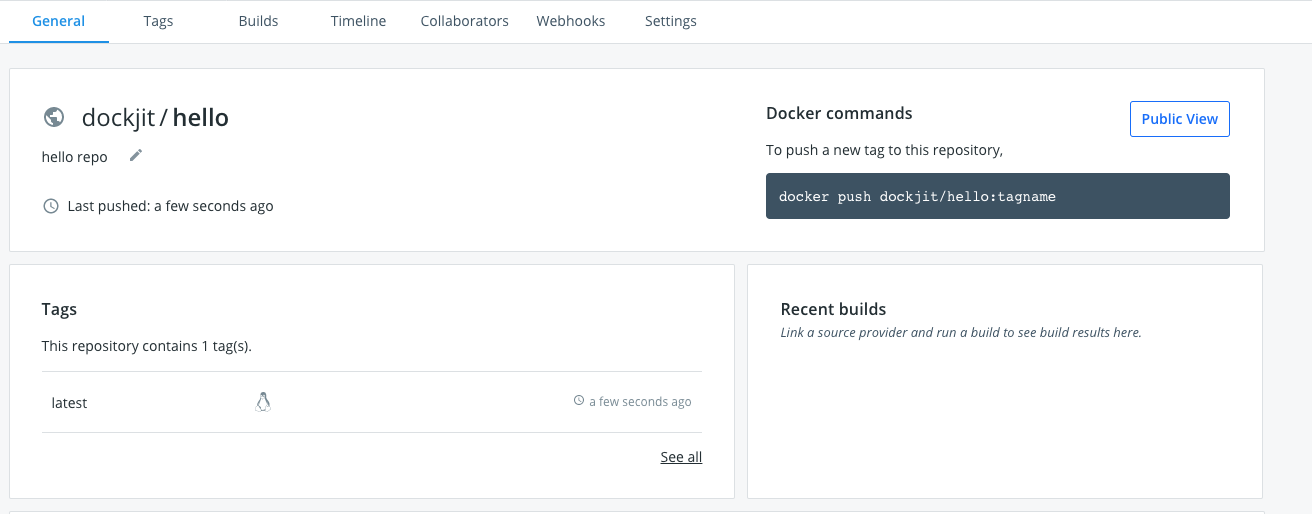 General Tags Builds Timeline Collaborators Webhooks Settings
dockjit / hello
hello repo
Last pushed: a few seconds ago
Docker commands
Public View
To push a new tag to this repository,
docker push dockjit/hello:tagname
Tags
This repository contains 1 tag(s).
latest
a few seconds ago
See all
Recent builds
Link a source provider and run a build to see build results here.